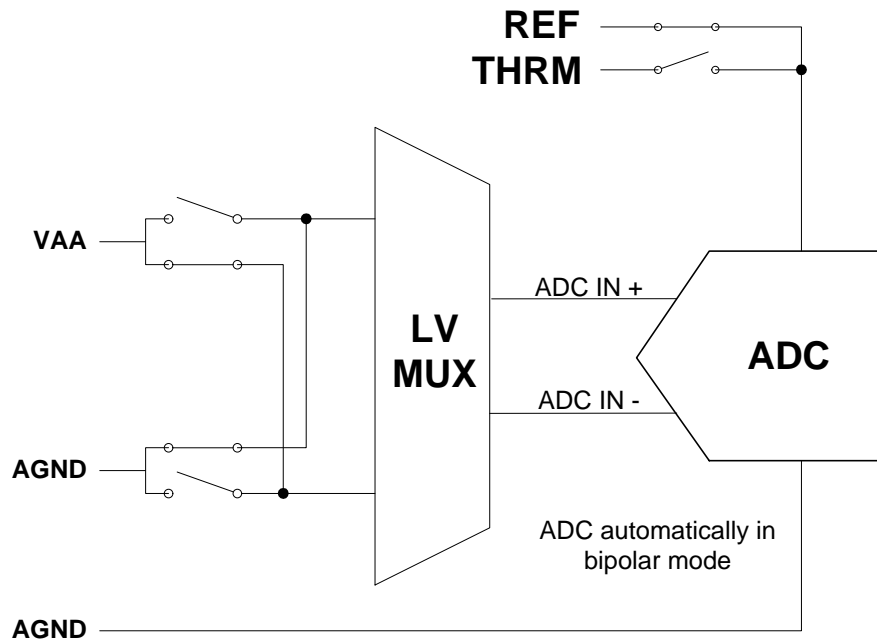 REF
THRM
VAA
ADC IN +
LV
MUX
ADC
ADC IN -
AGND
ADC automatically in
bipolar mode
AGND